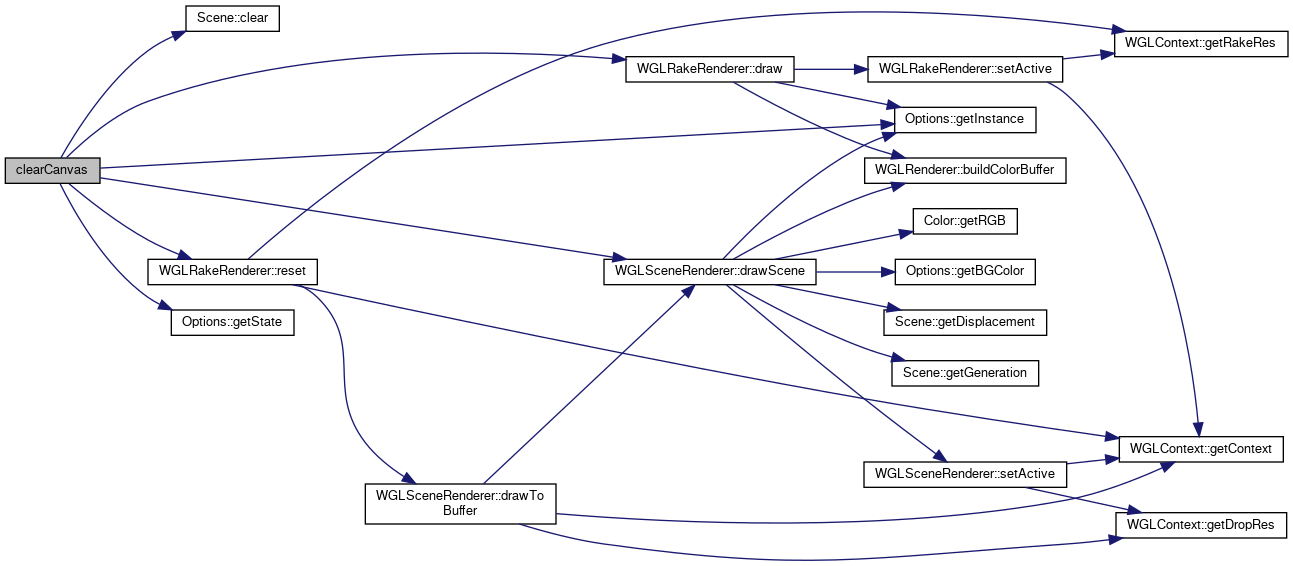 Scene::clear
WGLContext::getRakeRes
WGLRakeRenderer::draw
WGLRakeRenderer::setActive
Options::getInstance
clearCanvas
WGLRenderer::buildColorBuffer
Color::getRGB
WGLRakeRenderer::reset
WGLSceneRenderer::drawScene
Options::getBGColor
Options::getState
Scene::getDisplacement
Scene::getGeneration
WGLContext::getContext
WGLSceneRenderer::setActive
WGLSceneRenderer::drawTo
Buffer
WGLContext::getDropRes